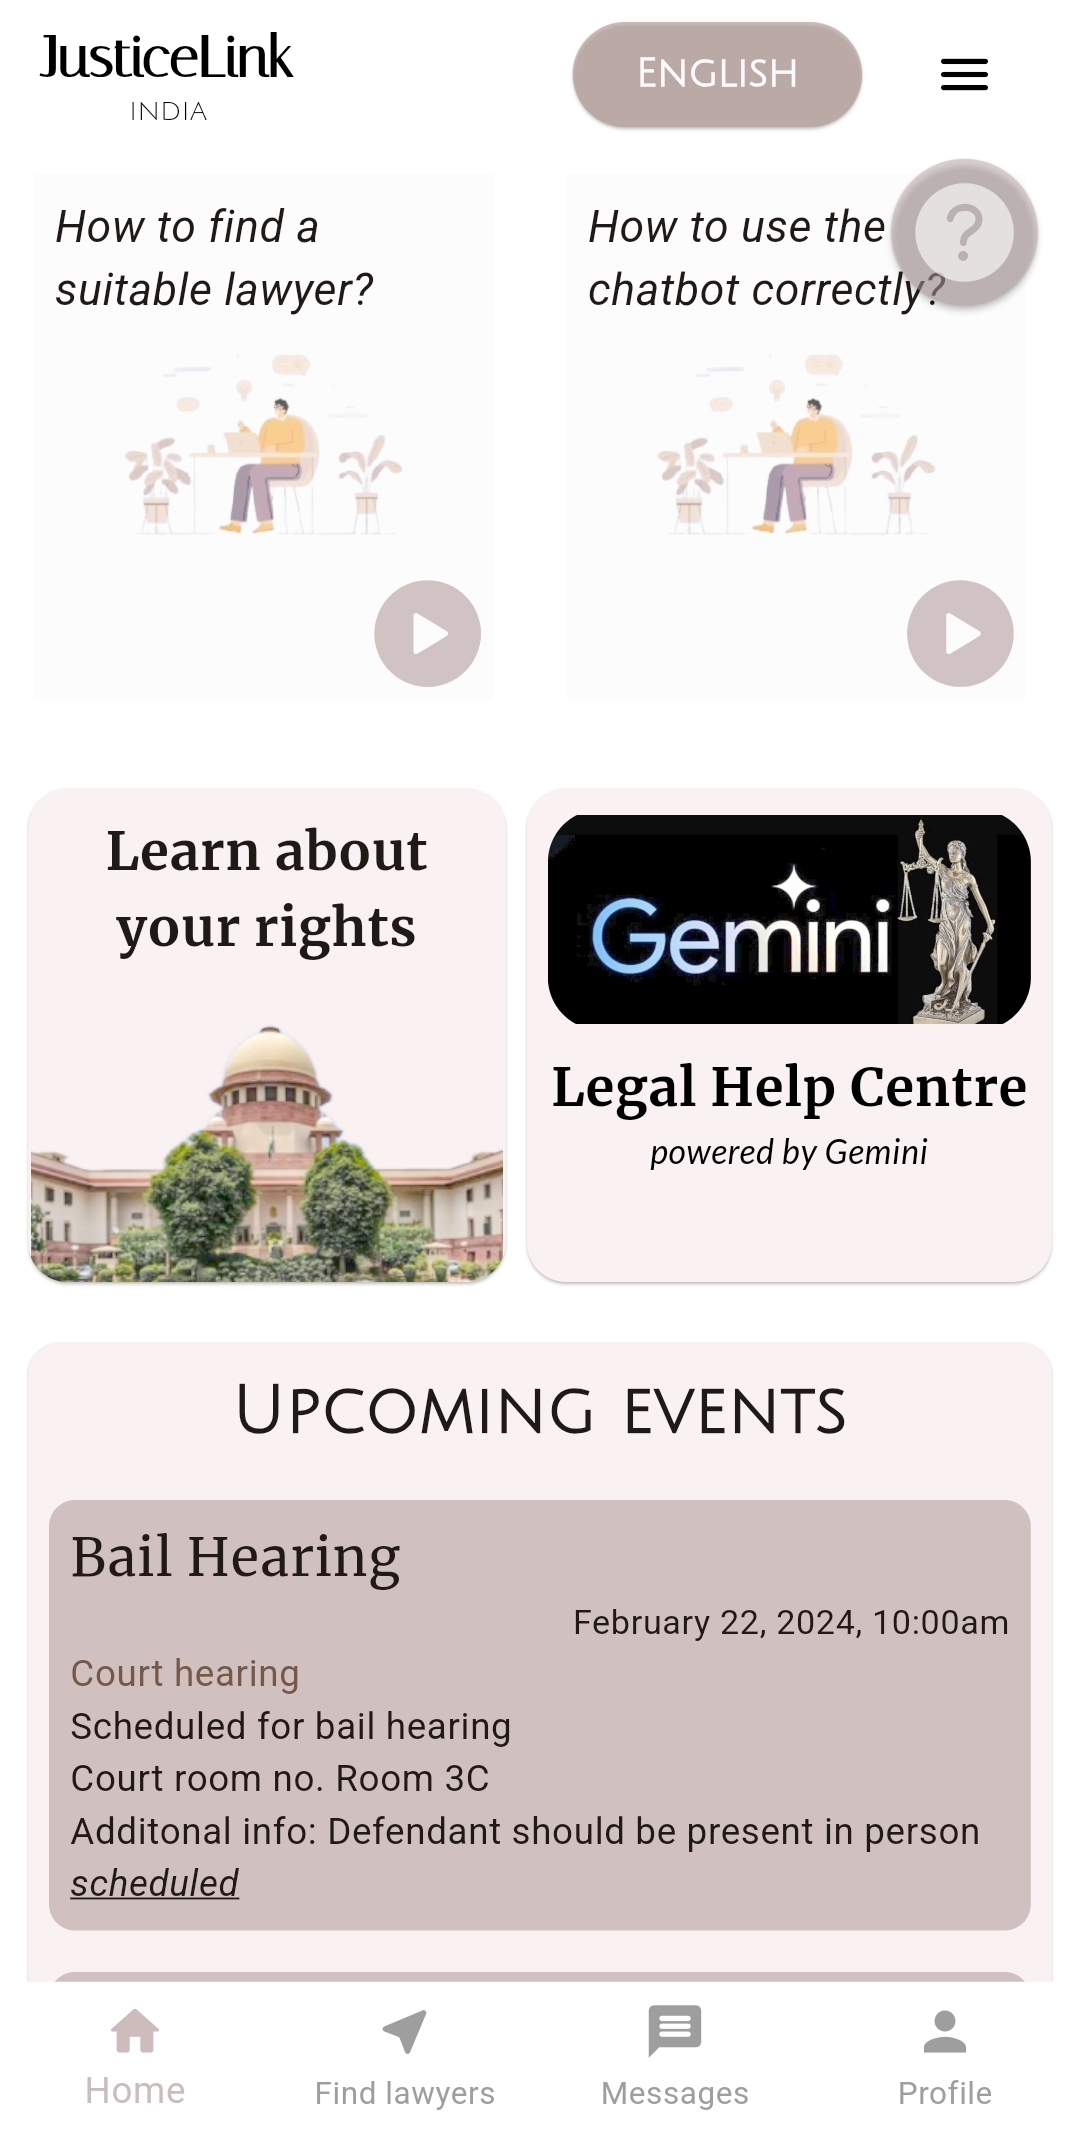 JusticeLink
INDIA
ENGLISH
How to find a
suitable lawyer?
How to use the
chatbot correctly?
?
Learn about
your rights
Gemini
Legal Help Centre
powered by Gemini
UPCOMING EVENTS
Bail Hearing
February 22, 2024, 10:00am
Court hearing
Scheduled for bail hearing
Court room no. Room 3C
Additonal info: Defendant should be present in person
scheduled
Home
Find lawyers
Messages
Profile